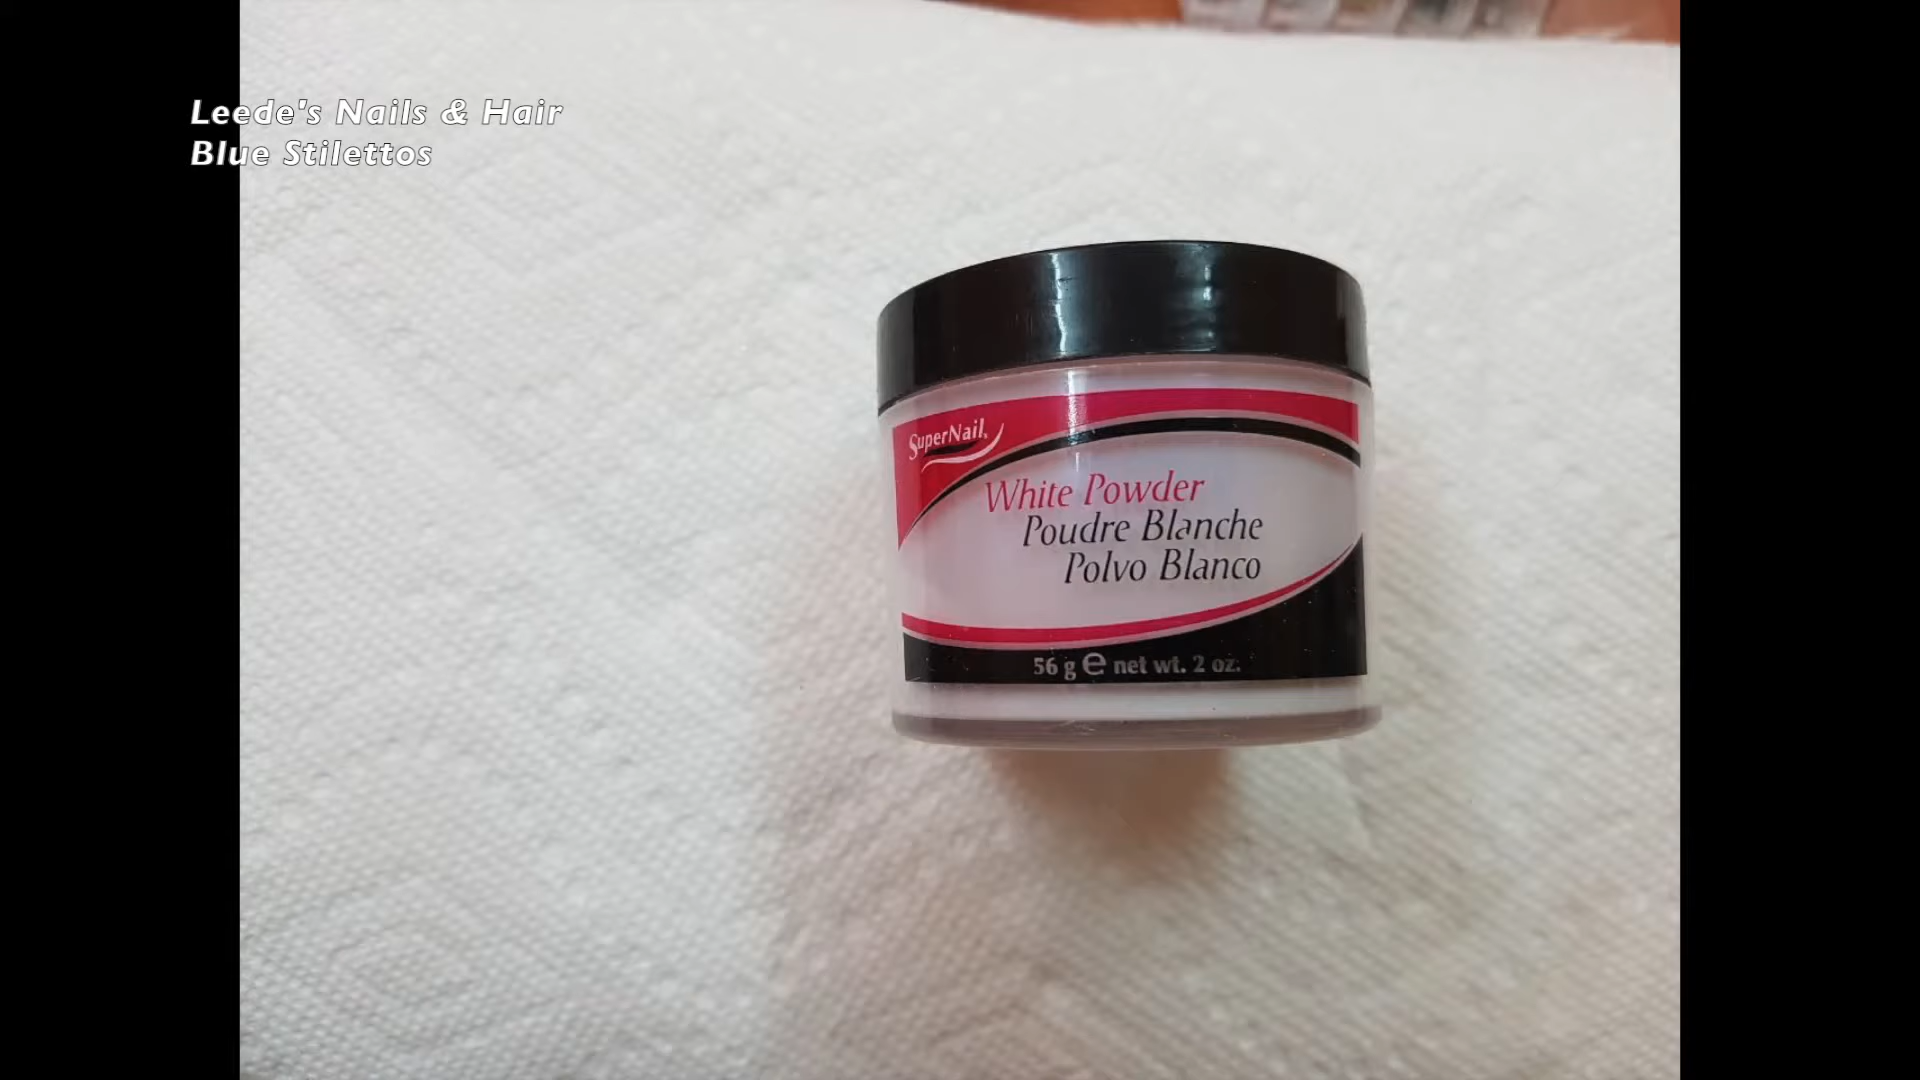 Leede's Nails & Hair
Blue Stilettos
SuperNail
White Powder
Poudre Blanche
Polvo Blanco
56 g ℮ net wt. 2 oz.